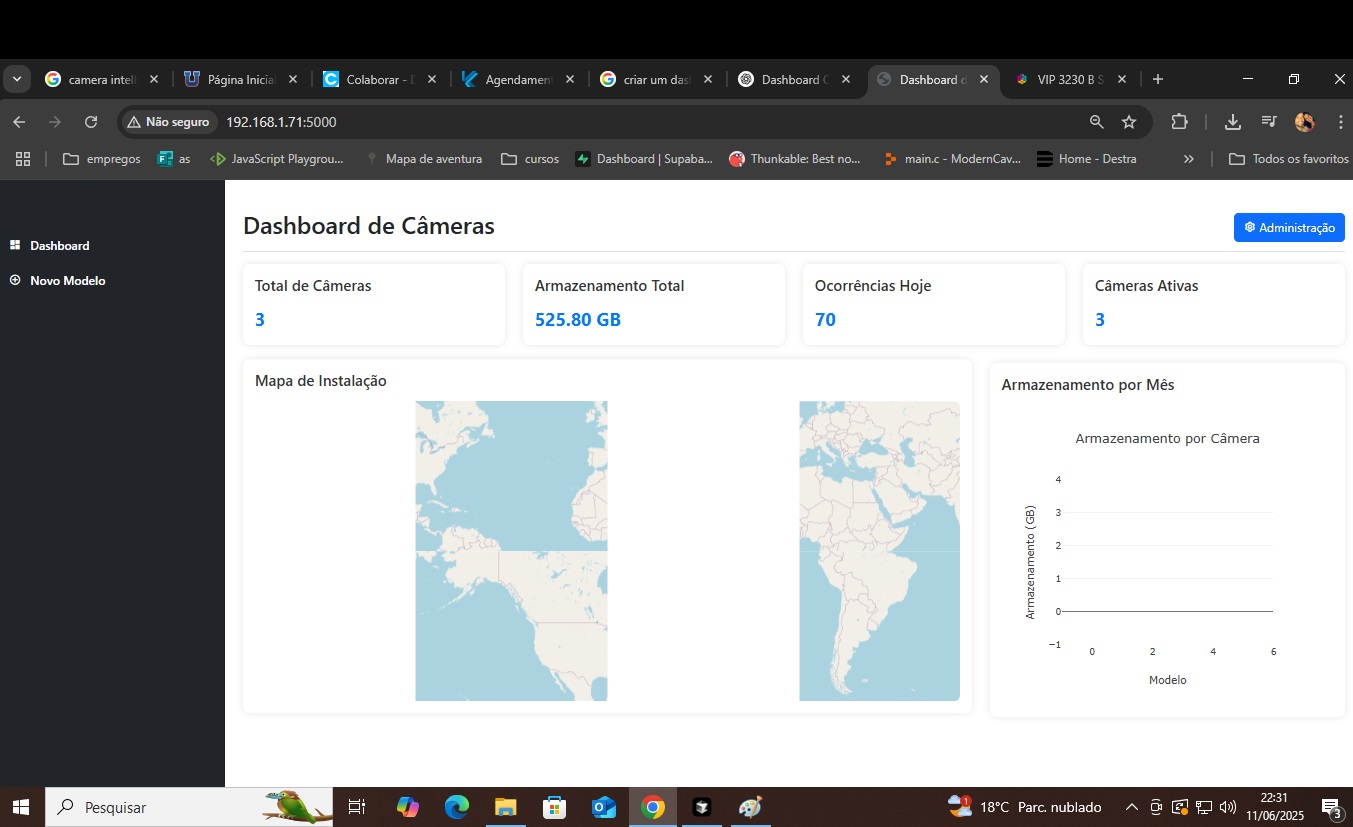 camera intel
Página Inicia
Colaborar - D
Agendamen
criar um das
Dashboard C
Dashboard d
VIP 3230 B S
Não seguro
192.168.1.71:5000
empregos
as
JavaScript Playgrou...
Mapa de aventura
cursos
Dashboard | Supaba...
Thunkable: Best no...
main.c - ModernCav...
Home - Destra
»
Todos os favoritos
Dashboard
Novo Modelo
Dashboard de Câmeras
Administração
Total de Câmeras
3
Armazenamento Total
525.80 GB
Ocorrências Hoje
70
Câmeras Ativas
3
Mapa de Instalação
Armazenamento por Mês
Armazenamento por Câmera
Armazenamento (GB)
4
3
2
1
0
−1
0 2 4 6
Modelo
Pesquisar
1
18°C Parc. nublado
22:31
11/06/2025
3